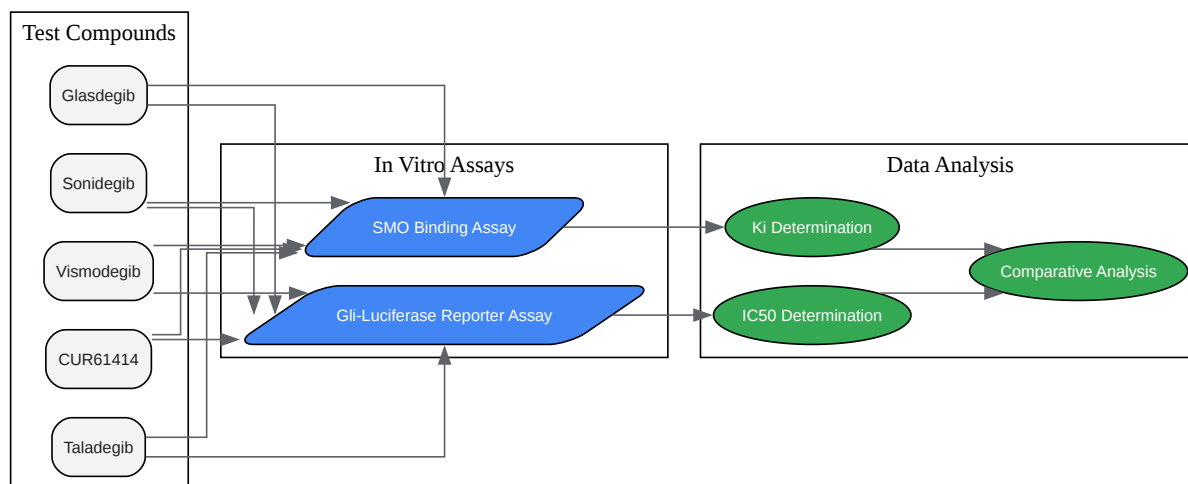 Test Compounds
Glasdegib
Sonidegib
Vismodegib
CUR61414
Taladegib
In Vitro Assays
SMO Binding Assay
Gli-Luciferase Reporter Assay
Data Analysis
Ki Determination
IC50 Determination
Comparative Analysis